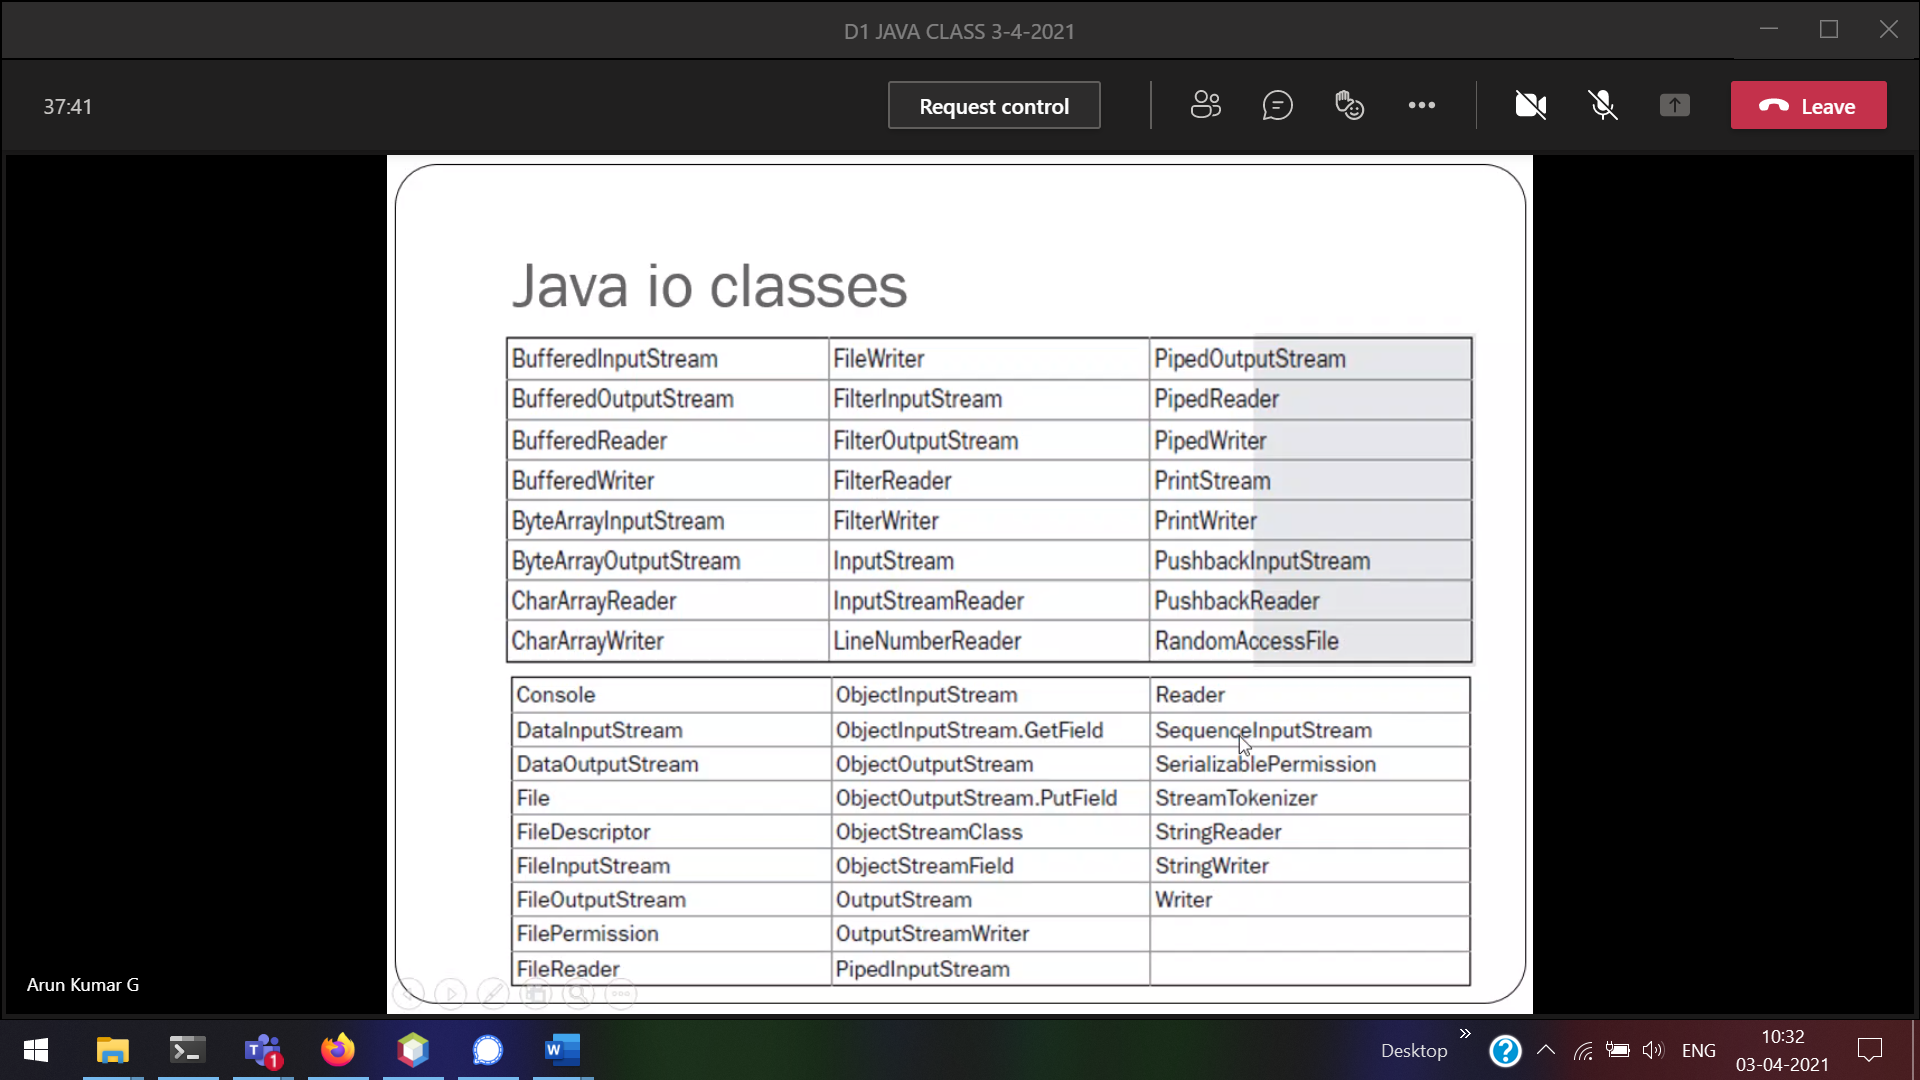 D1 JAVA CLASS 3-4-2021
37:41
Request control
Leave
Java io classes
BufferedInputStream FileWriter PipedOutputStream
BufferedOutputStream FilterInputStream PipedReader
BufferedReader FilterOutputStream PipedWriter
BufferedWriter FilterReader PrintStream
ByteArrayInputStream FilterWriter PrintWriter
ByteArrayOutputStream InputStream PushbackInputStream
CharArrayReader InputStreamReader PushbackReader
CharArrayWriter LineNumberReader RandomAccessFile
Console ObjectInputStream Reader
DataInputStream ObjectInputStream.GetField SequenceInputStream
DataOutputStream ObjectOutputStream SerializablePermission
File ObjectOutputStream.PutField StreamTokenizer
FileDescriptor ObjectStreamClass StringReader
FileInputStream ObjectStreamField StringWriter
FileOutputStream OutputStream Writer
FilePermission OutputStreamWriter
FileReader PipedInputStream
Arun Kumar G
T 1 W Desktop » ? ENG 10:32
03-04-2021